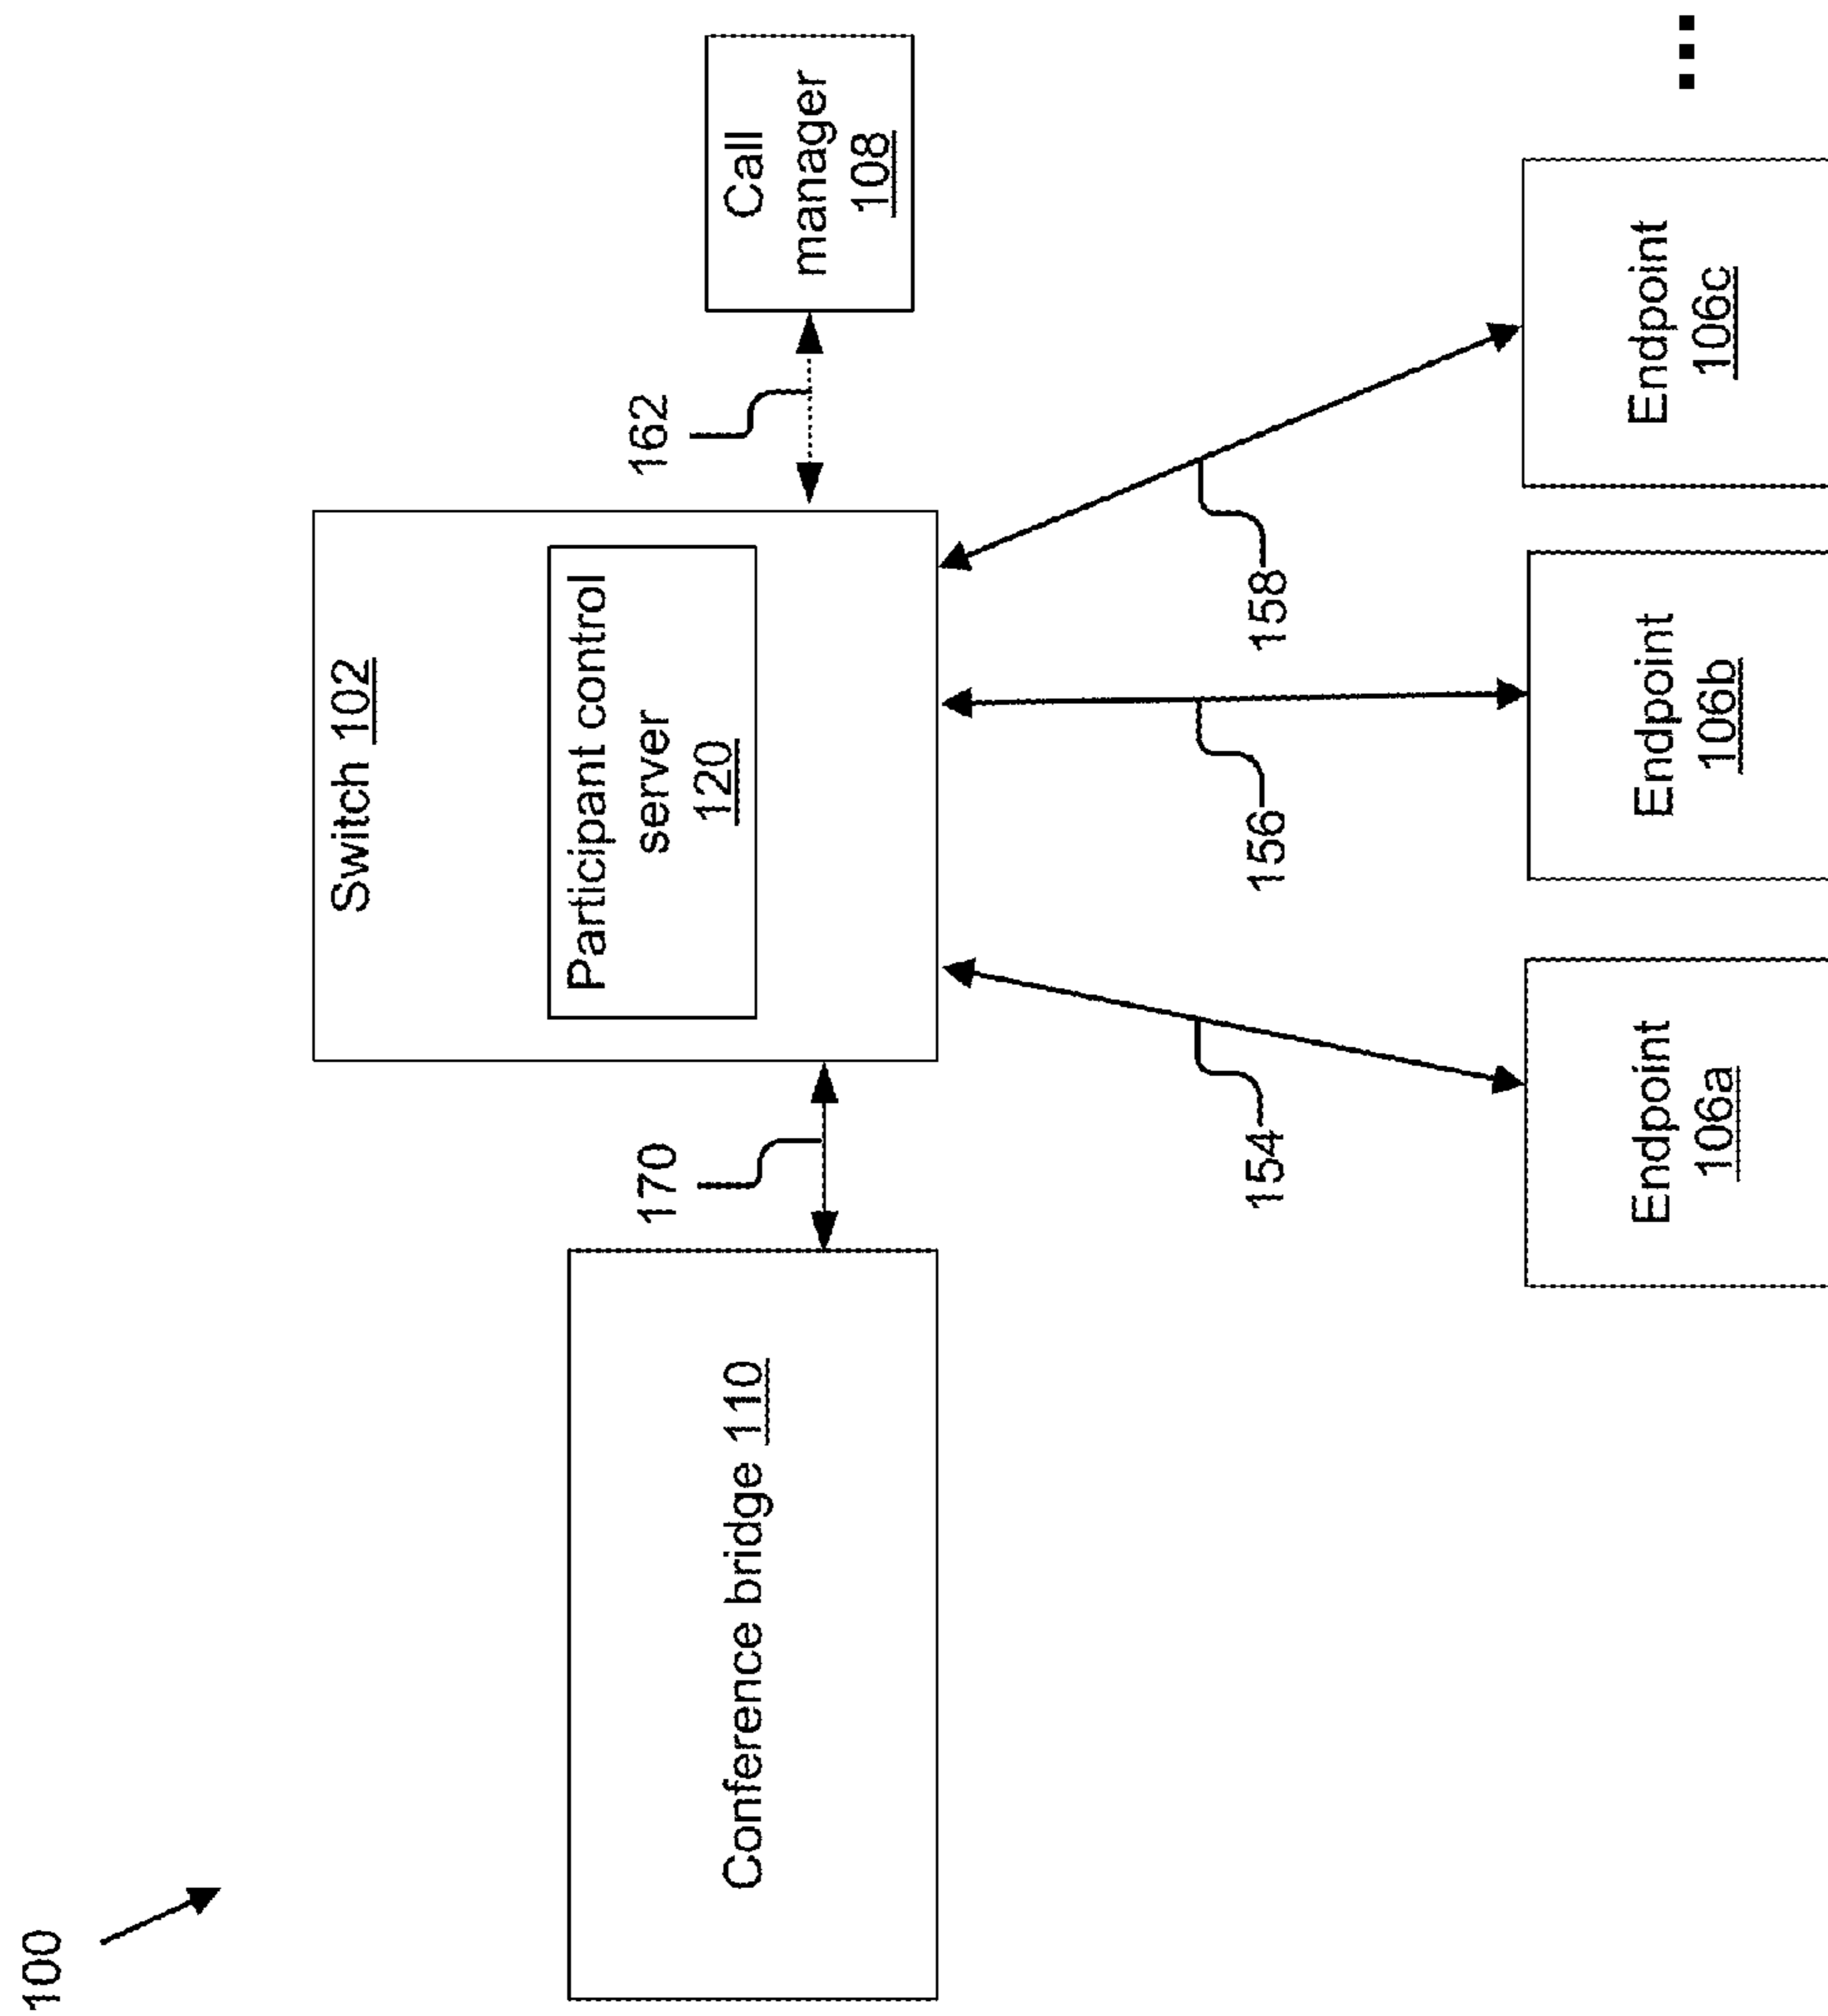 100
Switch 102
Participant control
server
120
Conference bridge 110
170
162
Call
manager
108
154
156
158
Endpoint
106a
Endpoint
106b
Endpoint
106c
...